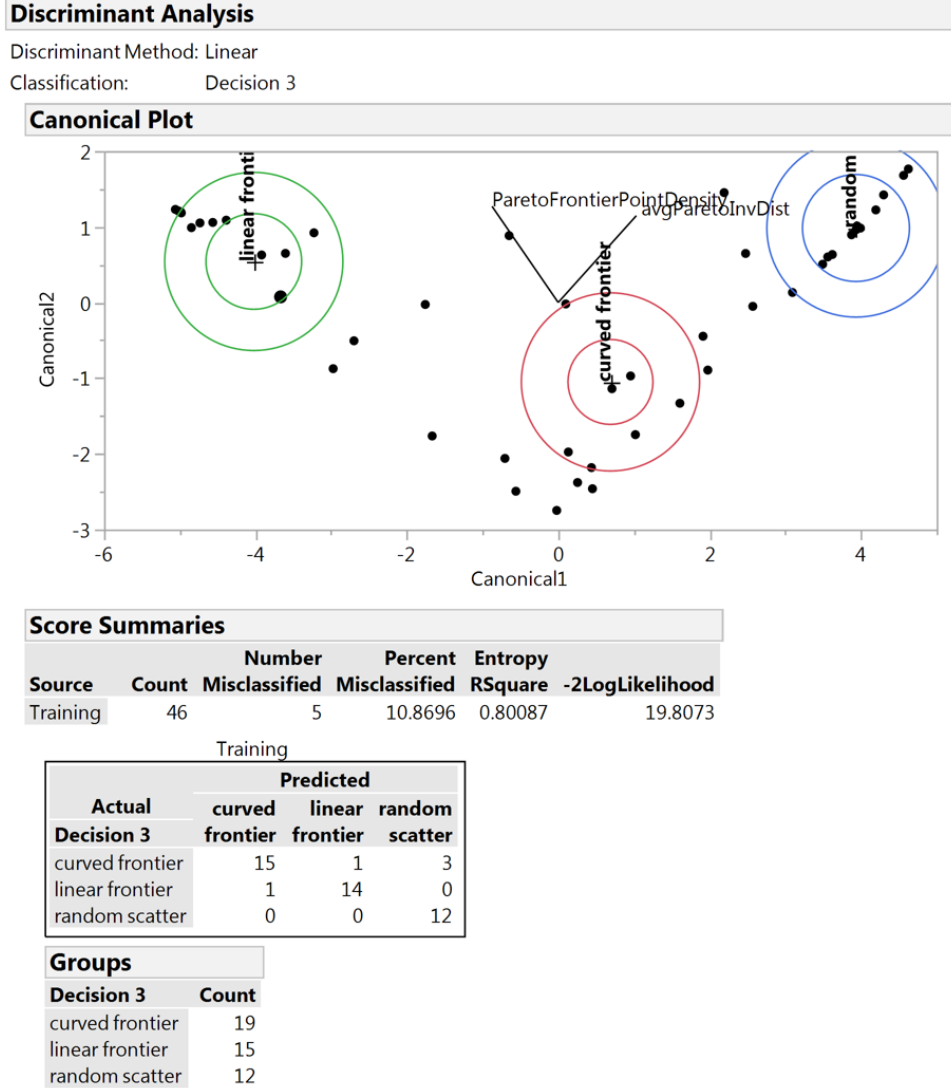 Discriminant Analysis
Discriminant Method: Linear
Classification: Decision 3
Canonical Plot
2
1
0
-1
-2
-3
Canonical2
linear fronti
ParetoFrontierPointDensity
avgParetoInvDist
curved frontier
random
-6 -4 -2 0 2 4
Canonical1
Score Summaries
Number Percent Entropy
Source Count Misclassified Misclassified RSquare -2LogLikelihood
Training 46 5 10.8696 0.80087 19.8073
Training
Predicted
Actual curved linear random
Decision 3 frontier frontier scatter
curved frontier 15 1 3
linear frontier 1 14 0
random scatter 0 0 12
Groups
Decision 3 Count
curved frontier 19
linear frontier 15
random scatter 12